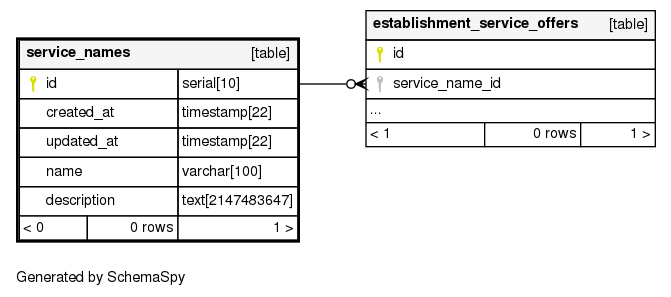 service_names [table]
id serial[10]
created_at timestamp[22]
updated_at timestamp[22]
name varchar[100]
description text[2147483647]
< 0 0 rows 1 >
establishment_service_offers [table]
id
service_name_id
...
< 1 0 rows 1 >
Generated by SchemaSpy